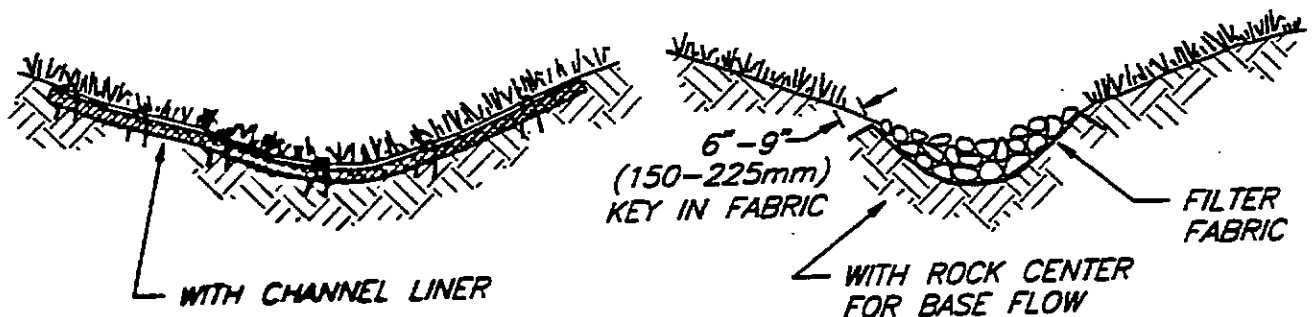 WITH CHANNEL LINER
6"-9"
(150-225mm)
KEY IN FABRIC
WITH ROCK CENTER
FOR BASE FLOW
FILTER
FABRIC